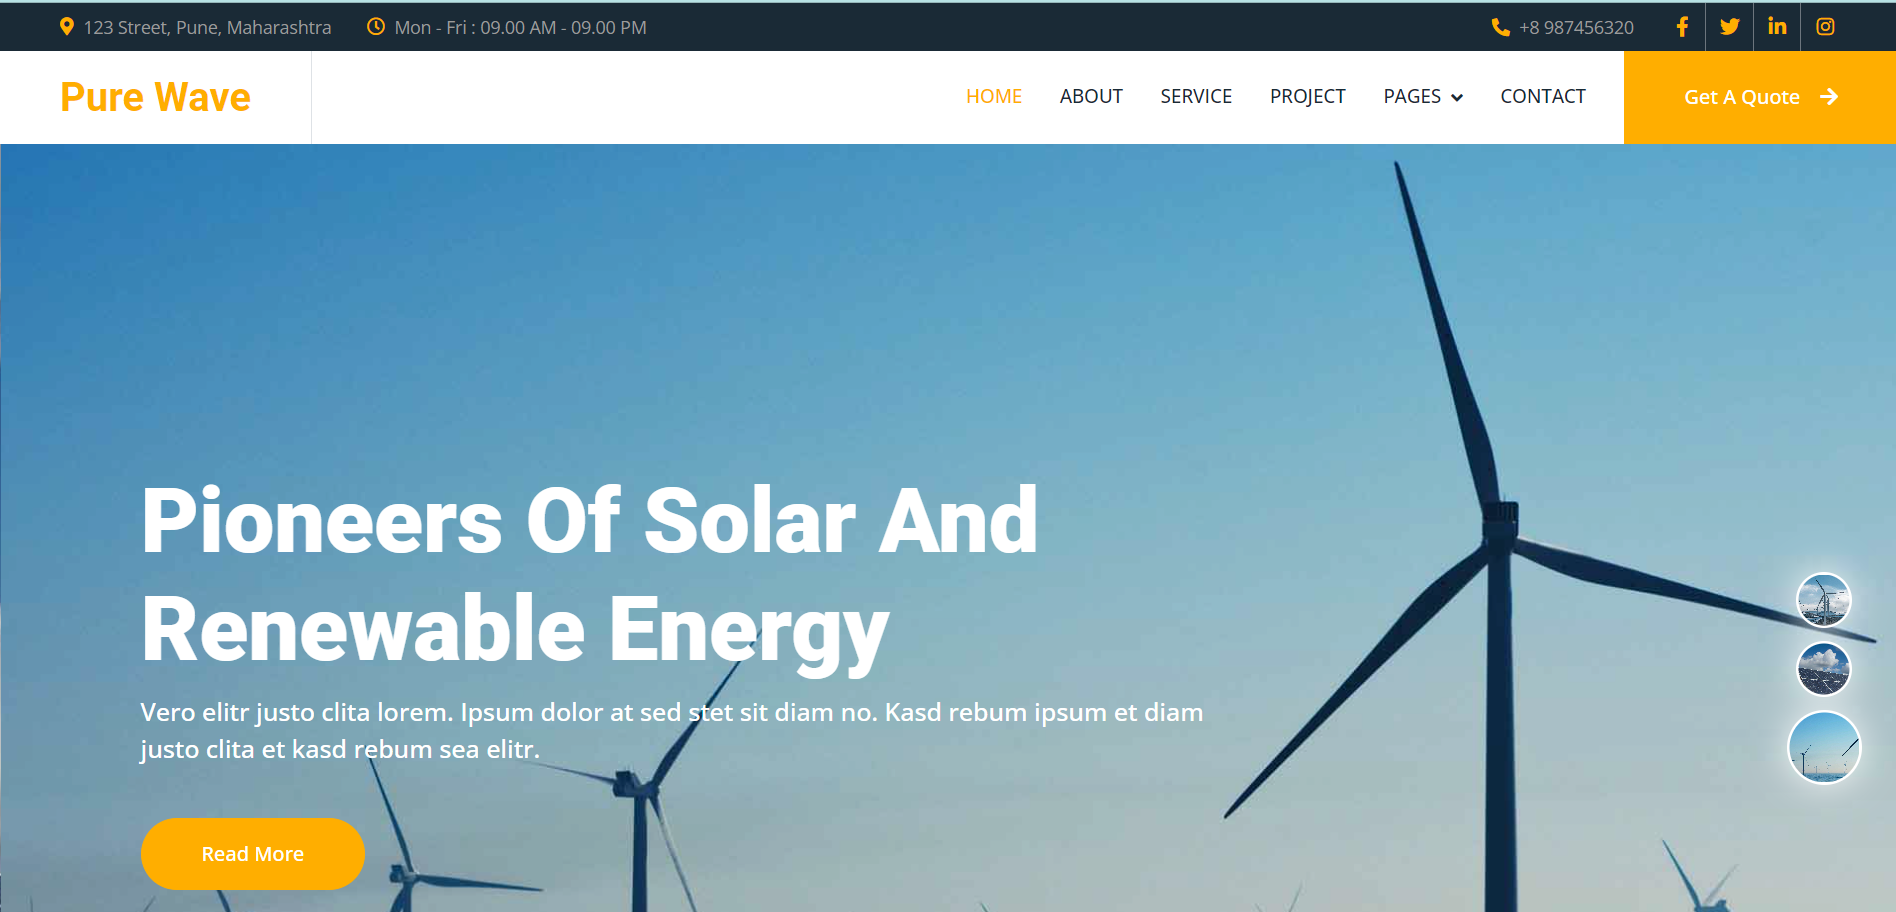 123 Street, Pune, Maharashtra
Mon - Fri : 09.00 AM - 09.00 PM
+8 987456320
Pure Wave
HOME
ABOUT
SERVICE
PROJECT
PAGES
CONTACT
Get A Quote
Pioneers Of Solar And
Renewable Energy
Vero elitr justo clita lorem. Ipsum dolor at sed stet sit diam no. Kasd rebum ipsum et diam
justo clita et kasd rebum sea elitr.
Read More